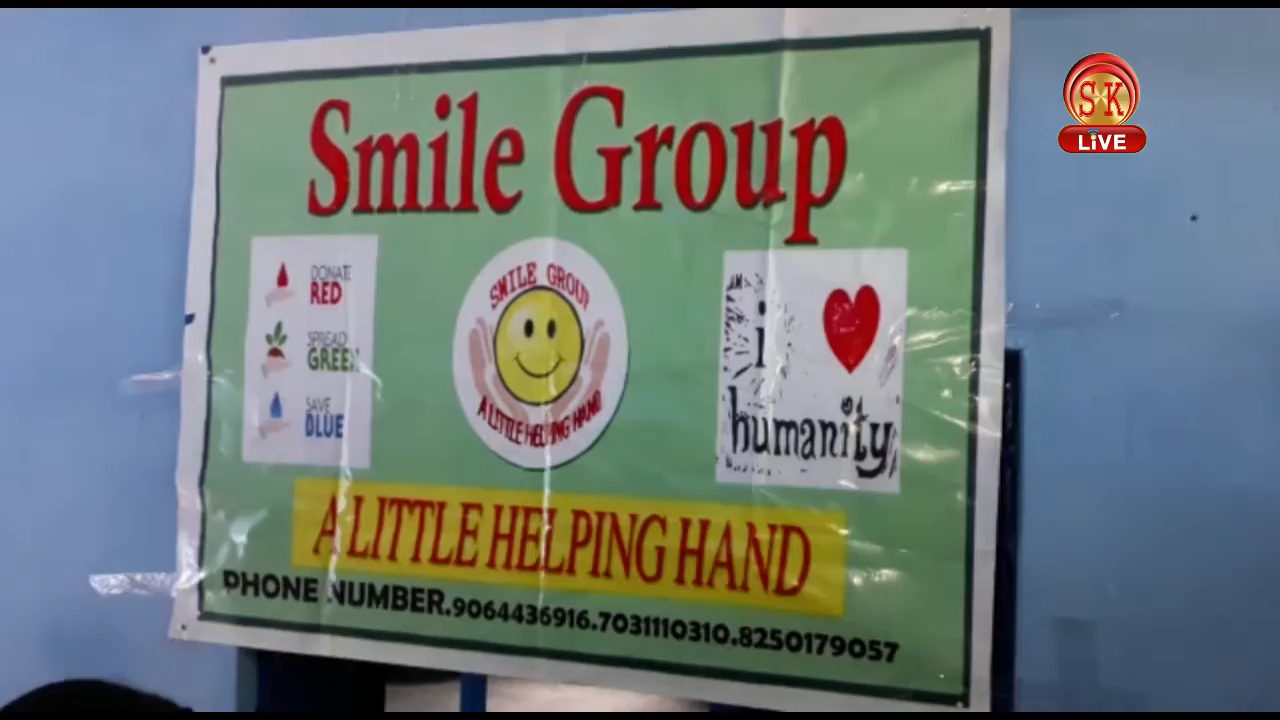 Smile Group
SK
LiVE
DONATE
RED
SPREAD
GREEN
SAVE
BLUE
SMILE GROUP
A LITTLE HELPING HAND
i
humanity
A LITTLE HELPING HAND
PHONE NUMBER.9064436916.7031110310.8250179057